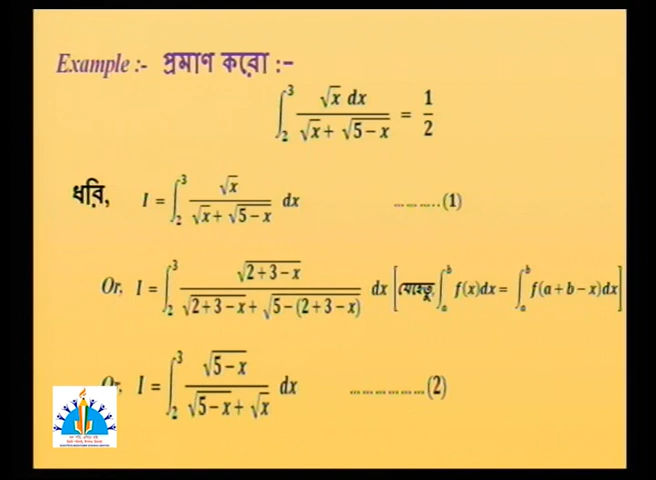 Example :- প্রমাণ করো :-
∫₂³ √x dx / (√x + √(5 – x)) = 1/2
ধরি, I = ∫₂³ √x / (√x + √(5 – x)) dx ..........(1)
Or, I = ∫₂³ √(2 + 3 – x) / (√(2 + 3 – x) + √(5 – (2 + 3 – x))) dx [যেহেতু ∫ₐᵇ f(x)dx = ∫ₐᵇ f(a + b – x)dx]
Or, I = ∫₂³ √(5 – x) / (√(5 – x) + √x) dx ................(2)